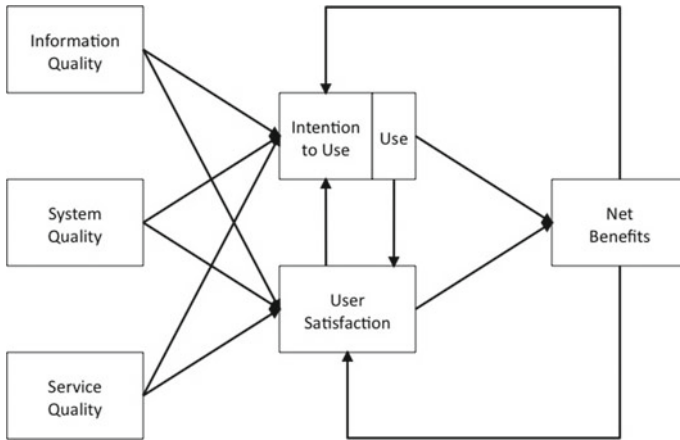 Information
Quality
System
Quality
Service
Quality
Intention
to Use
Use
User
Satisfaction
Net
Benefits